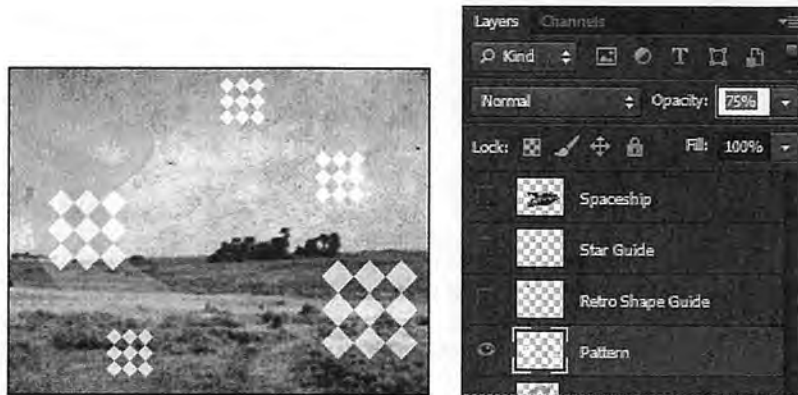 Layers Channels
Kind T
Normal Opacity: 75%
Lock: Fill: 100%
Spaceship
Star Guide
Retro Shape Guide
Pattern